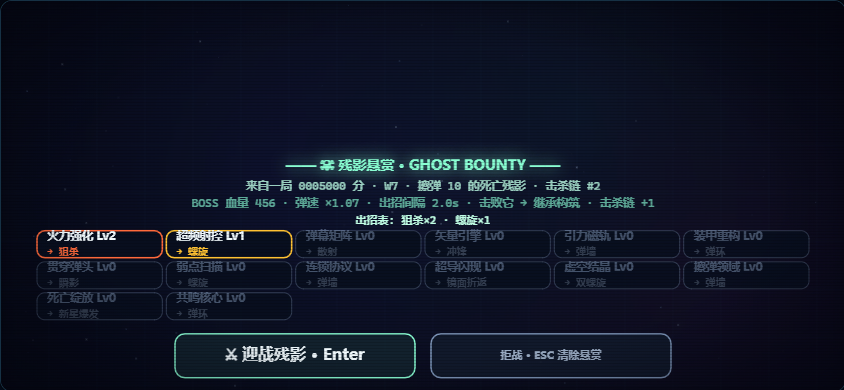 —— 残影悬赏 • GHOST BOUNTY ——
来自一局 0005000 分 · W7 · 擦弹 10 的死亡残影 · 击杀链 #2
BOSS 血量 456 · 弹速 ×1.07 · 出招间隔 2.0s · 击败它 → 继承构筑 · 击杀链 +1
出招表: 狙杀×2 · 螺旋×1
火力强化 Lv2 超频射控 Lv1 弹幕矩阵 Lv0 矢量引擎 Lv0 引力磁轨 Lv0 装甲重构 Lv0
→ 狙杀 → 螺旋 → 散射 → 冲锋 → 弹墙 → 弹环
贯穿弹头 Lv0 弱点扫描 Lv0 连锁协议 Lv0 超导闪现 Lv0 虚空结晶 Lv0 擦弹领域 Lv0
→ 螺旋 → 弹墙 → 镜面折返 → 双螺旋 → 弹墙
死亡绽放 Lv0 共鸣核心 Lv0
→ 新星爆发 → 弹环
⚔ 迎战残影 • Enter
拒战 • ESC 清除悬赏